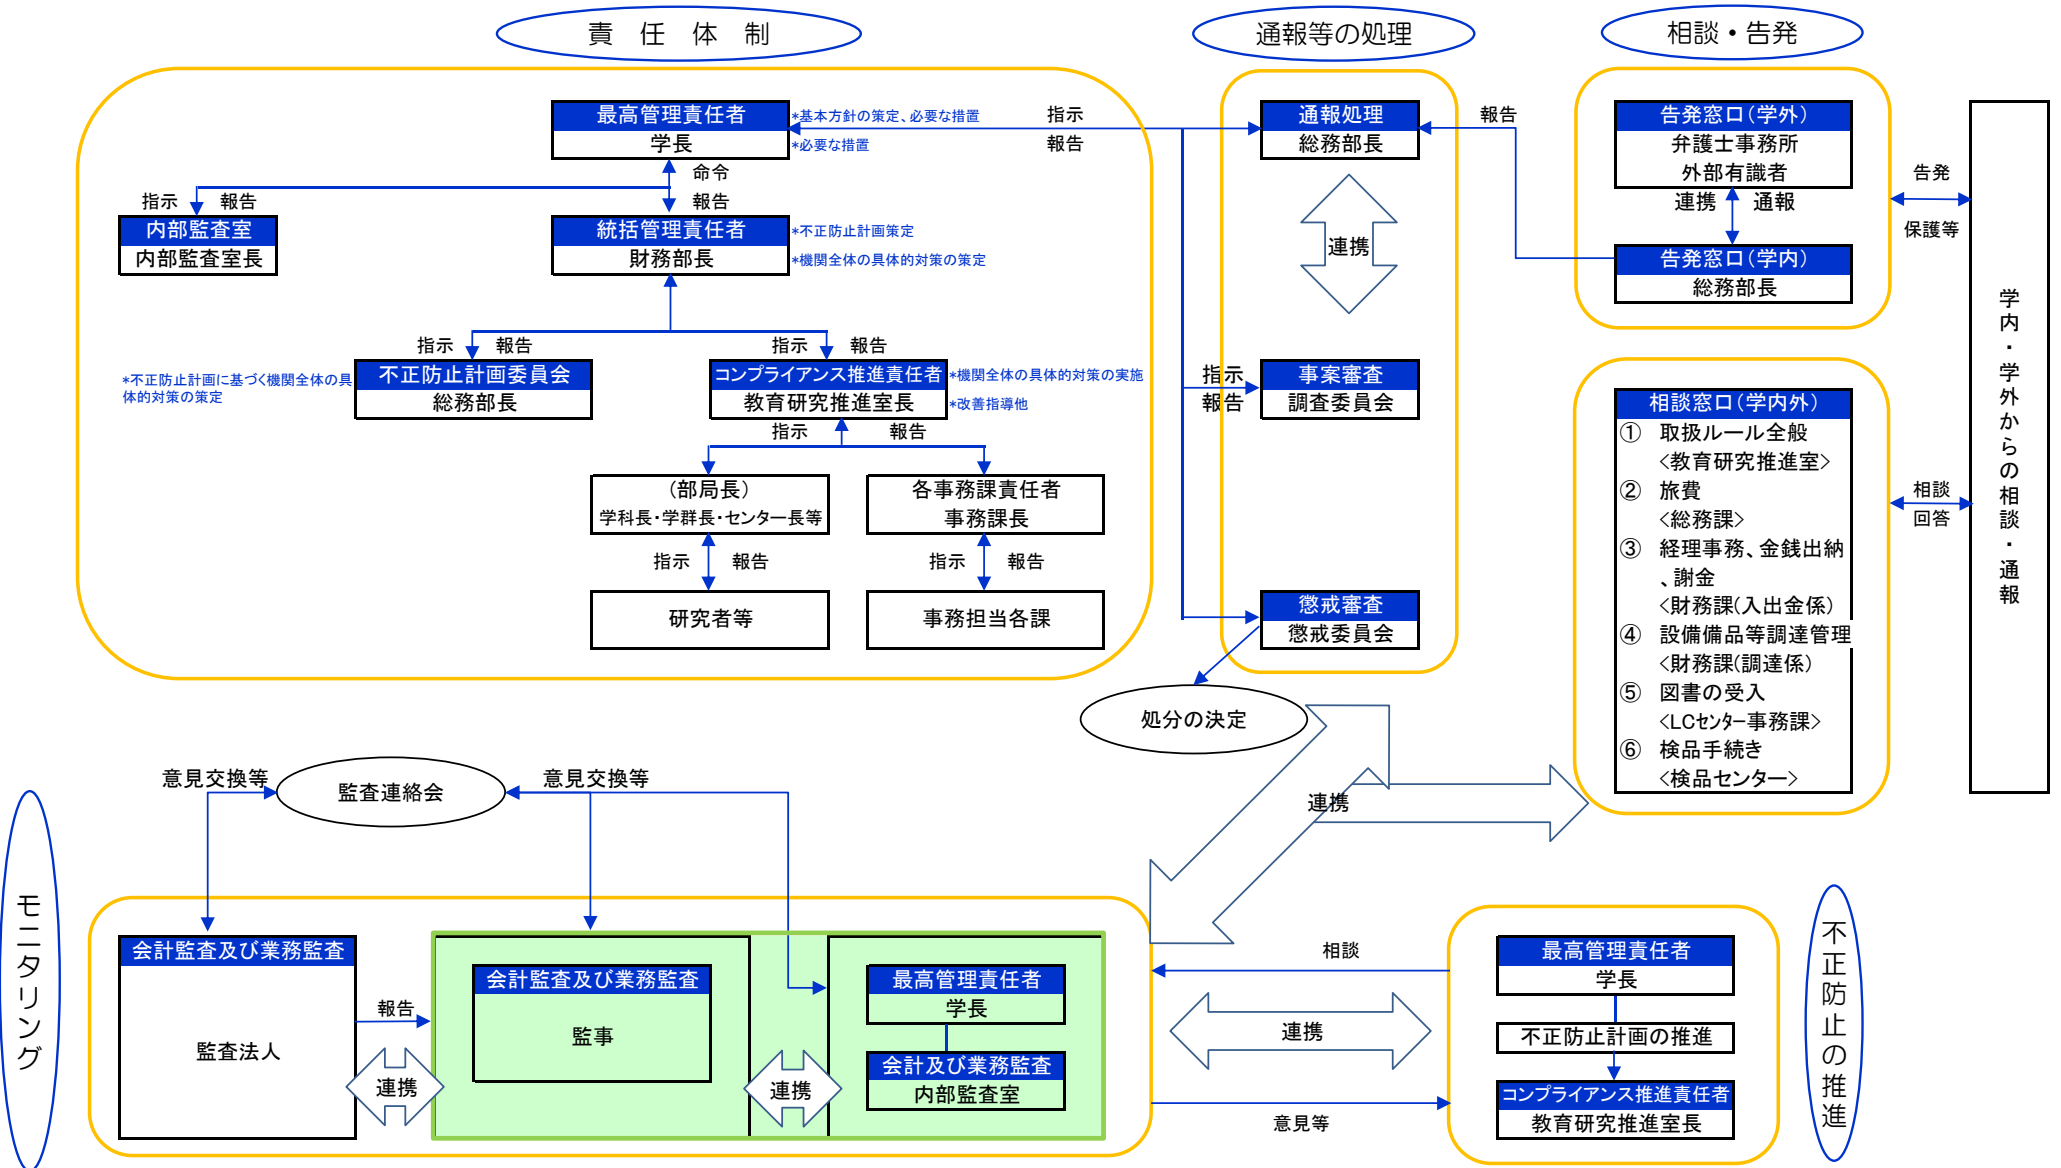 責　任　体　制
通報等の処理
相談・告発
最高管理責任者
学長
*基本方針の策定、必要な措置
*必要な措置
指示
報告
命令
報告
指示
報告
内部監査室
内部監査室長
統括管理責任者
財務部長
*不正防止計画策定
*機関全体の具体的対策の策定
指示
報告
指示
報告
*不正防止計画に基づく機関全体の具
体的対策の策定
不正防止計画委員会
総務部長
コンプライアンス推進責任者
教育研究推進室長
*機関全体の具体的対策の実施
*改善指導他
指示
報告
（部局長）
学科長・学群長・センター長等
各事務課責任者
事務課長
指示
報告
指示
報告
研究者等
事務担当各課
通報処理
総務部長
連携
指示
報告
事案審査
調査委員会
懲戒審査
懲戒委員会
処分の決定
報告
告発窓口（学外）
弁護士事務所
外部有識者
連携
通報
告発窓口（学内）
総務部長
告発
保護等
相談窓口（学内外）
①　取扱ルール全般
<教育研究推進室>
②　旅費
<総務課>
③　経理事務、金銭出納
、謝金
<財務課(入出金係)
④　設備備品等調達管理
<財務課(調達係)
⑤　図書の受入
<LCセンター事務課>
⑥　検品手続き
<検品センター>
相談
回答
学内・学外からの相談・通報
連携
モニタリング
意見交換等
監査連絡会
意見交換等
会計監査及び業務監査
監査法人
報告
連携
会計監査及び業務監査
監事
連携
最高管理責任者
学長
会計及び業務監査
内部監査室
相談
連携
意見等
最高管理責任者
学長
不正防止計画の推進
コンプライアンス推進責任者
教育研究推進室長
不正防止の推進